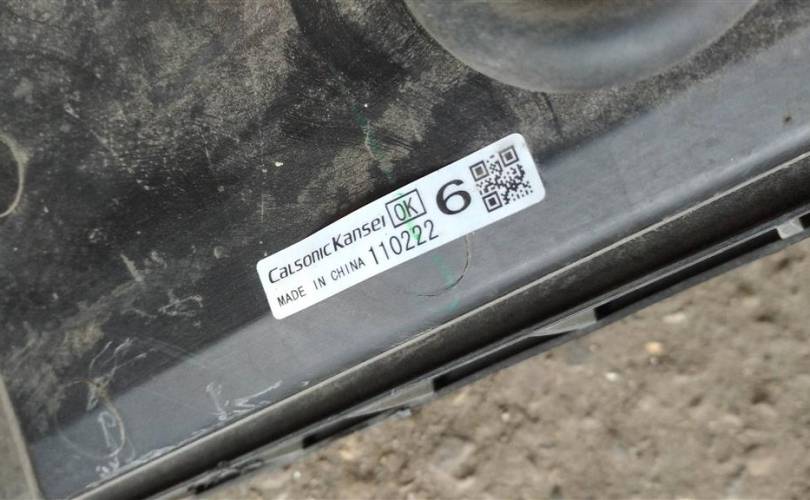 CalsonicKansei OK 6
MADE IN CHINA 110222